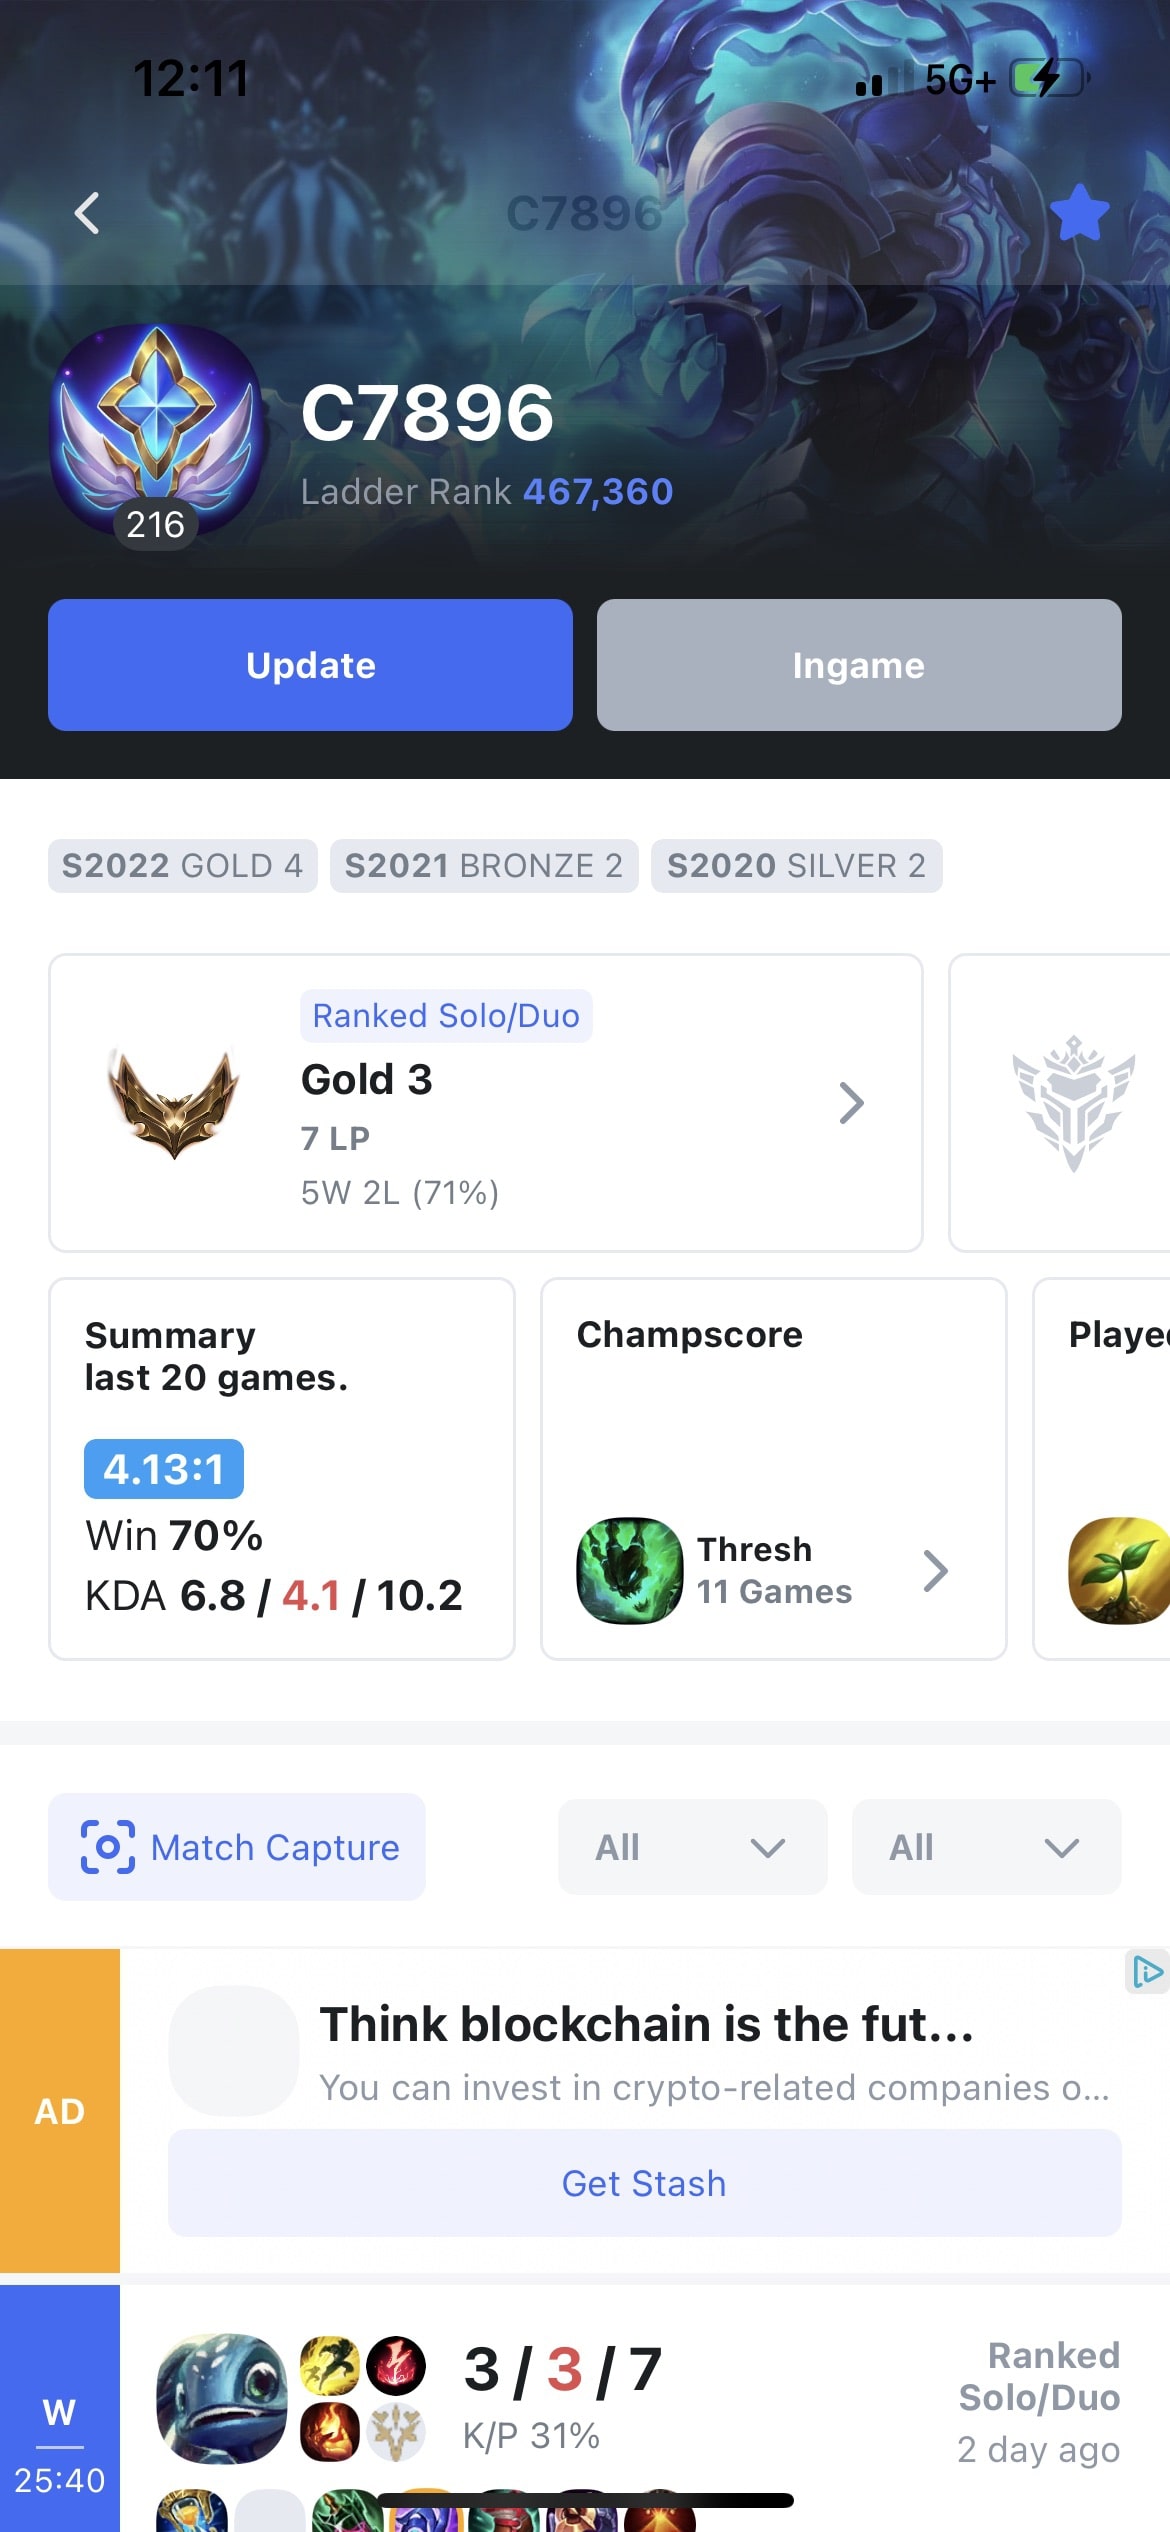 12:11
5G+
C7896
C7896
Ladder Rank 467,360
216
Update
Ingame
S2022 GOLD 4
S2021 BRONZE 2
S2020 SILVER 2
Ranked Solo/Duo
Gold 3
7 LP
5W 2L (71%)
Summary
last 20 games.
4.13:1
Win 70%
KDA 6.8 / 4.1 / 10.2
Champscore
Thresh
11 Games
Playe
Match Capture
All
All
AD
Think blockchain is the fut...
You can invest in crypto-related companies o...
Get Stash
W
25:40
3 / 3 / 7
K/P 31%
Ranked
Solo/Duo
2 day ago